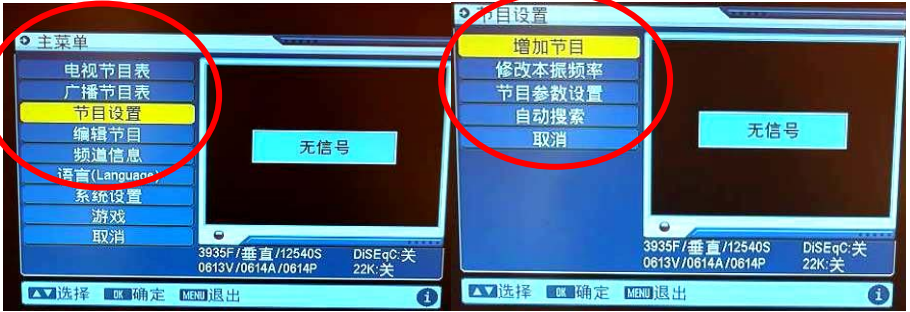 主菜单
电视节目表
广播节目表
节目设置
编辑节目
频道信息
语言(Language)
系统设置
游戏
取消
无信号
3935F/垂直/12540S DiSEqC:关
0613V/0614A/0614P 22K:关
选择 OK 确定 MENU 退出
节目设置
增加节目
修改本振频率
节目参数设置
自动搜索
取消
无信号
3935F/垂直/12540S DiSEqC:关
0613V/0614A/0614P 22K:关
选择 OK 确定 MENU 退出